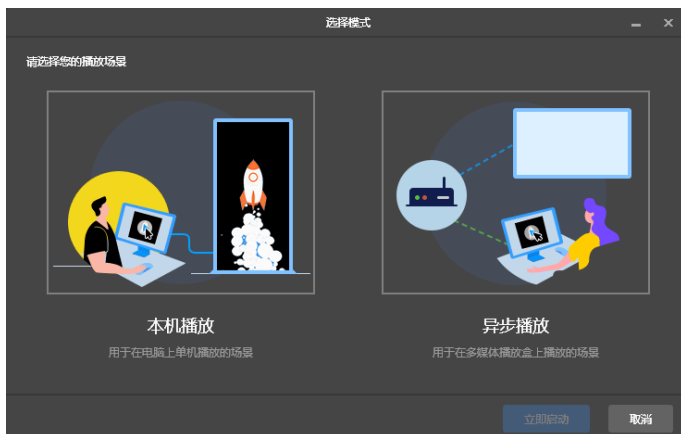 选择模式
请选择您的播放场景
本机播放
异步播放
用于在电脑上单机播放的场景
用于在多媒体播放盒上播放的场景
立即启动
取消